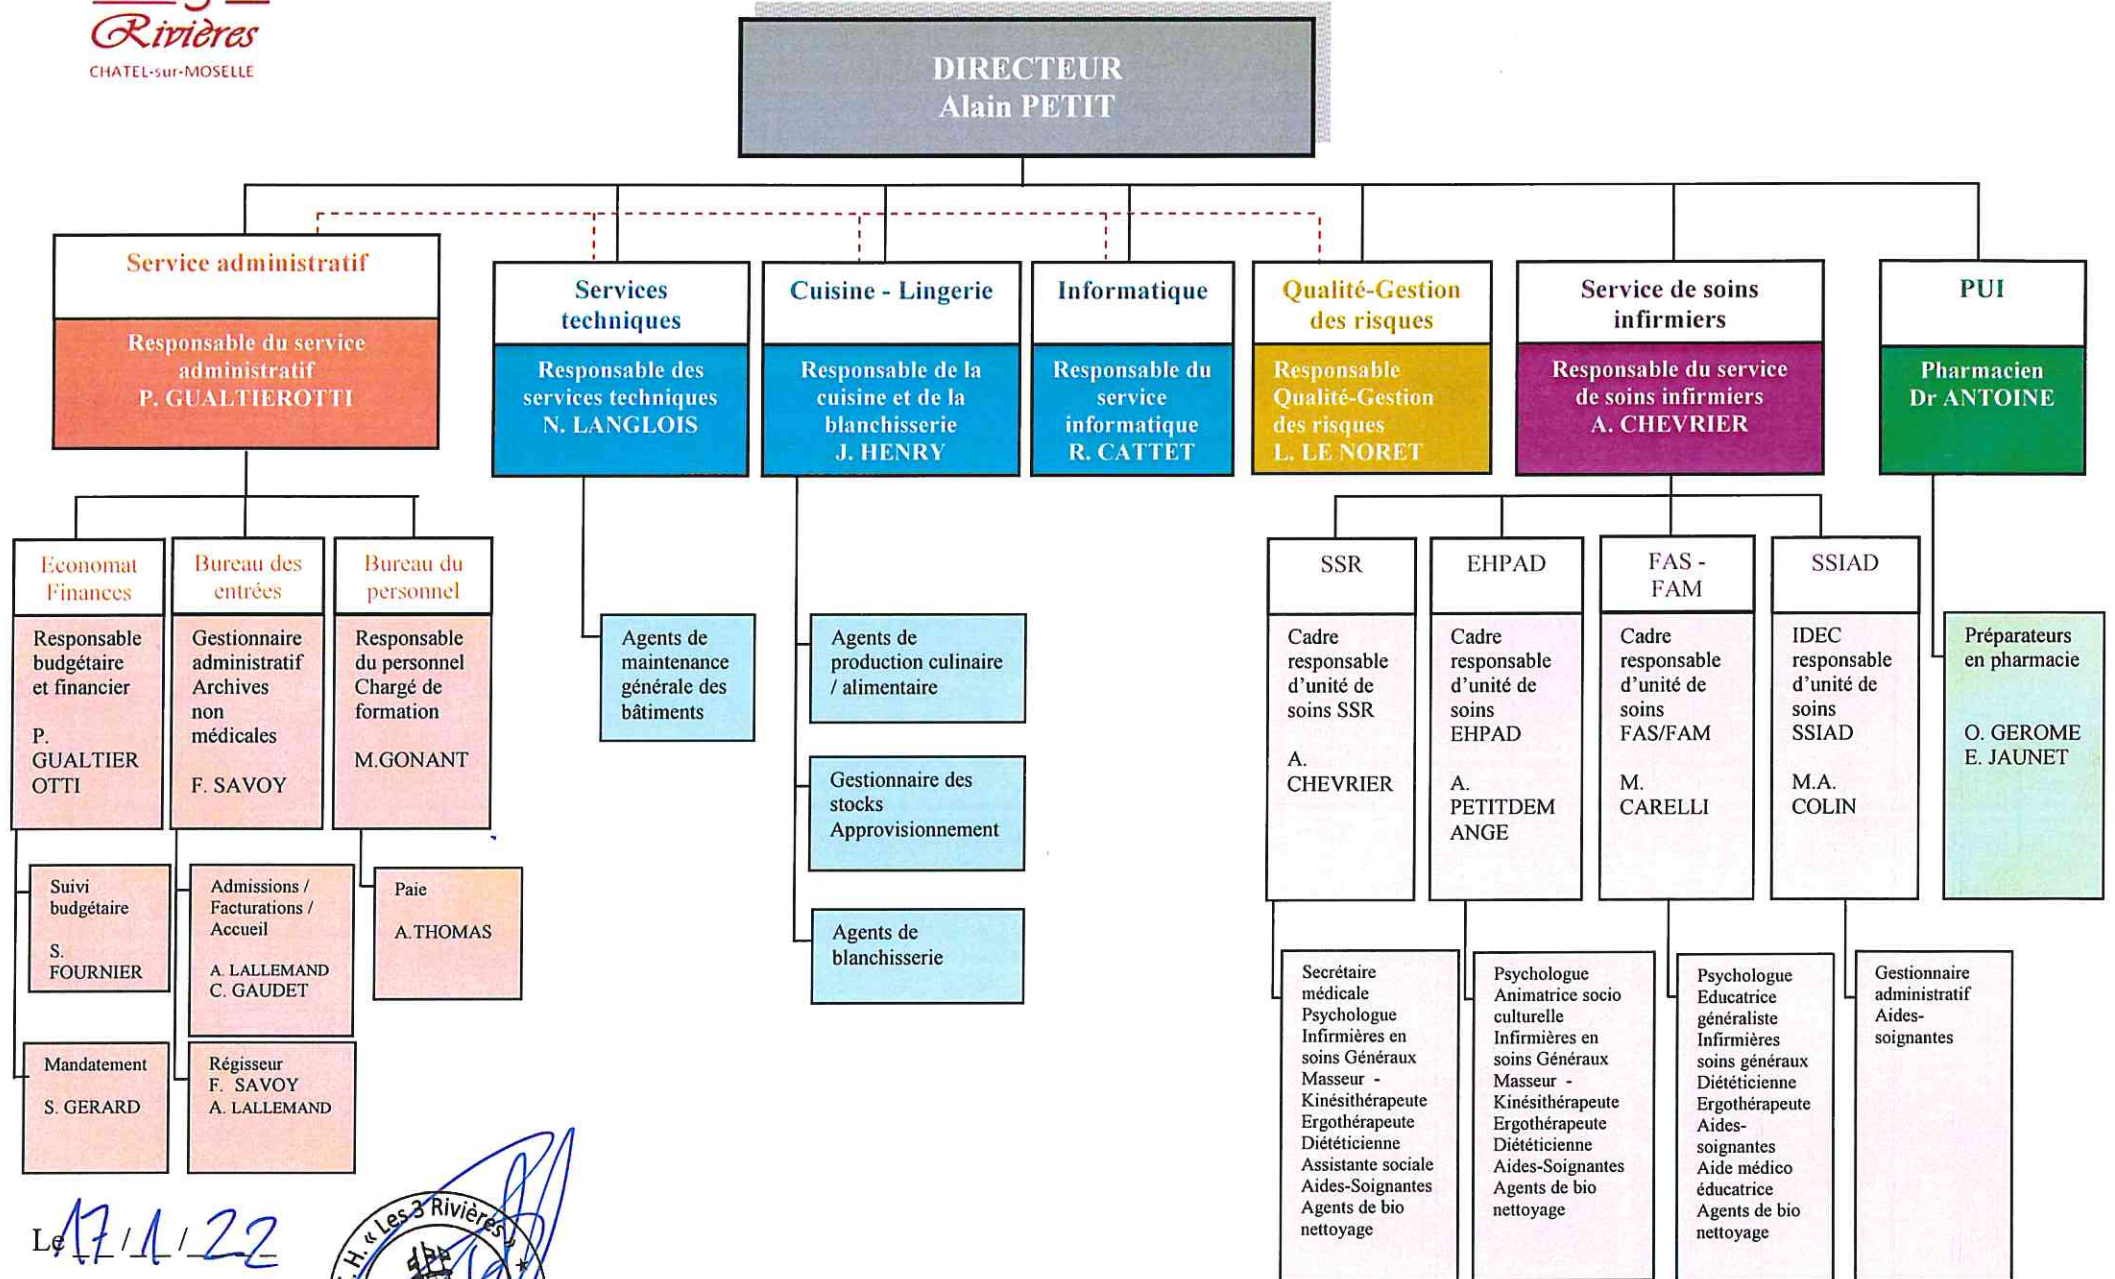 Rivières
CHATEL-sur-MOSELLE
DIRECTEUR
Alain PETIT
Service administratif
Responsable du service
administratif
P. GUALTIEROTTI
Services
techniques
Responsable des
services techniques
N. LANGLOIS
Cuisine - Lingerie
Responsable de la
cuisine et de la
blanchisserie
J. HENRY
Informatique
Responsable du
service
informatique
R. CATTET
Qualité-Gestion
des risques
Responsable
Qualité-Gestion
des risques
L. LE NORET
Service de soins
infirmiers
Responsable du service
de soins infirmiers
A. CHEVRIER
PUI
Pharmacien
Dr ANTOINE
Economat
Finances
Responsable
budgétaire
et financier
P.
GUALTIER
OTTI
Bureau des
entrées
Gestionnaire
administratif
Archives
non
médicales
F. SAVOY
Bureau du
personnel
Responsable
du personnel
Chargé de
formation
M.GONANT
Suivi
budgétaire
S.
FOURNIER
Mandatement
S. GERARD
Admissions /
Facturations /
Accueil
A. LALLEMAND
C. GAUDET
Régisseur
F. SAVOY
A. LALLEMAND
Paie
A.THOMAS
Agents de
maintenance
générale des
bâtiments
Agents de
production culinaire
/ alimentaire
Gestionnaire des
stocks
Approvisionnement
Agents de
blanchisserie
SSR
Cadre
responsable
d'unité de
soins SSR
A.
CHEVRIER
EHPAD
Cadre
responsable
d'unité de
soins
EHPAD
A.
PETITDEM
ANGE
FAS -
FAM
Cadre
responsable
d'unité de
soins
FAS/FAM
M.
CARELLI
SSIAD
IDEC
responsable
d'unité de
soins
SSIAD
M.A.
COLIN
Préparateurs
en pharmacie
O. GEROME
E. JAUNET
Secrétaire
médicale
Psychologue
Infirmières en
soins Généraux
Masseur -
Kinésithérapeute
Ergothérapeute
Diététicienne
Assistante sociale
Aides-Soignantes
Agents de bio
nettoyage
Psychologue
Animatrice socio
culturelle
Infirmières en
soins Généraux
Masseur -
Kinésithérapeute
Ergothérapeute
Diététicienne
Aides-Soignantes
Agents de bio
nettoyage
Psychologue
Educatrice
généraliste
Infirmières
soins généraux
Diététicienne
Ergothérapeute
Aides-
soignantes
Aide médico
éducatrice
Agents de bio
nettoyage
Gestionnaire
administratif
Aides-
soignantes
Le 17/1/22
H. « Les 3 Rivières »